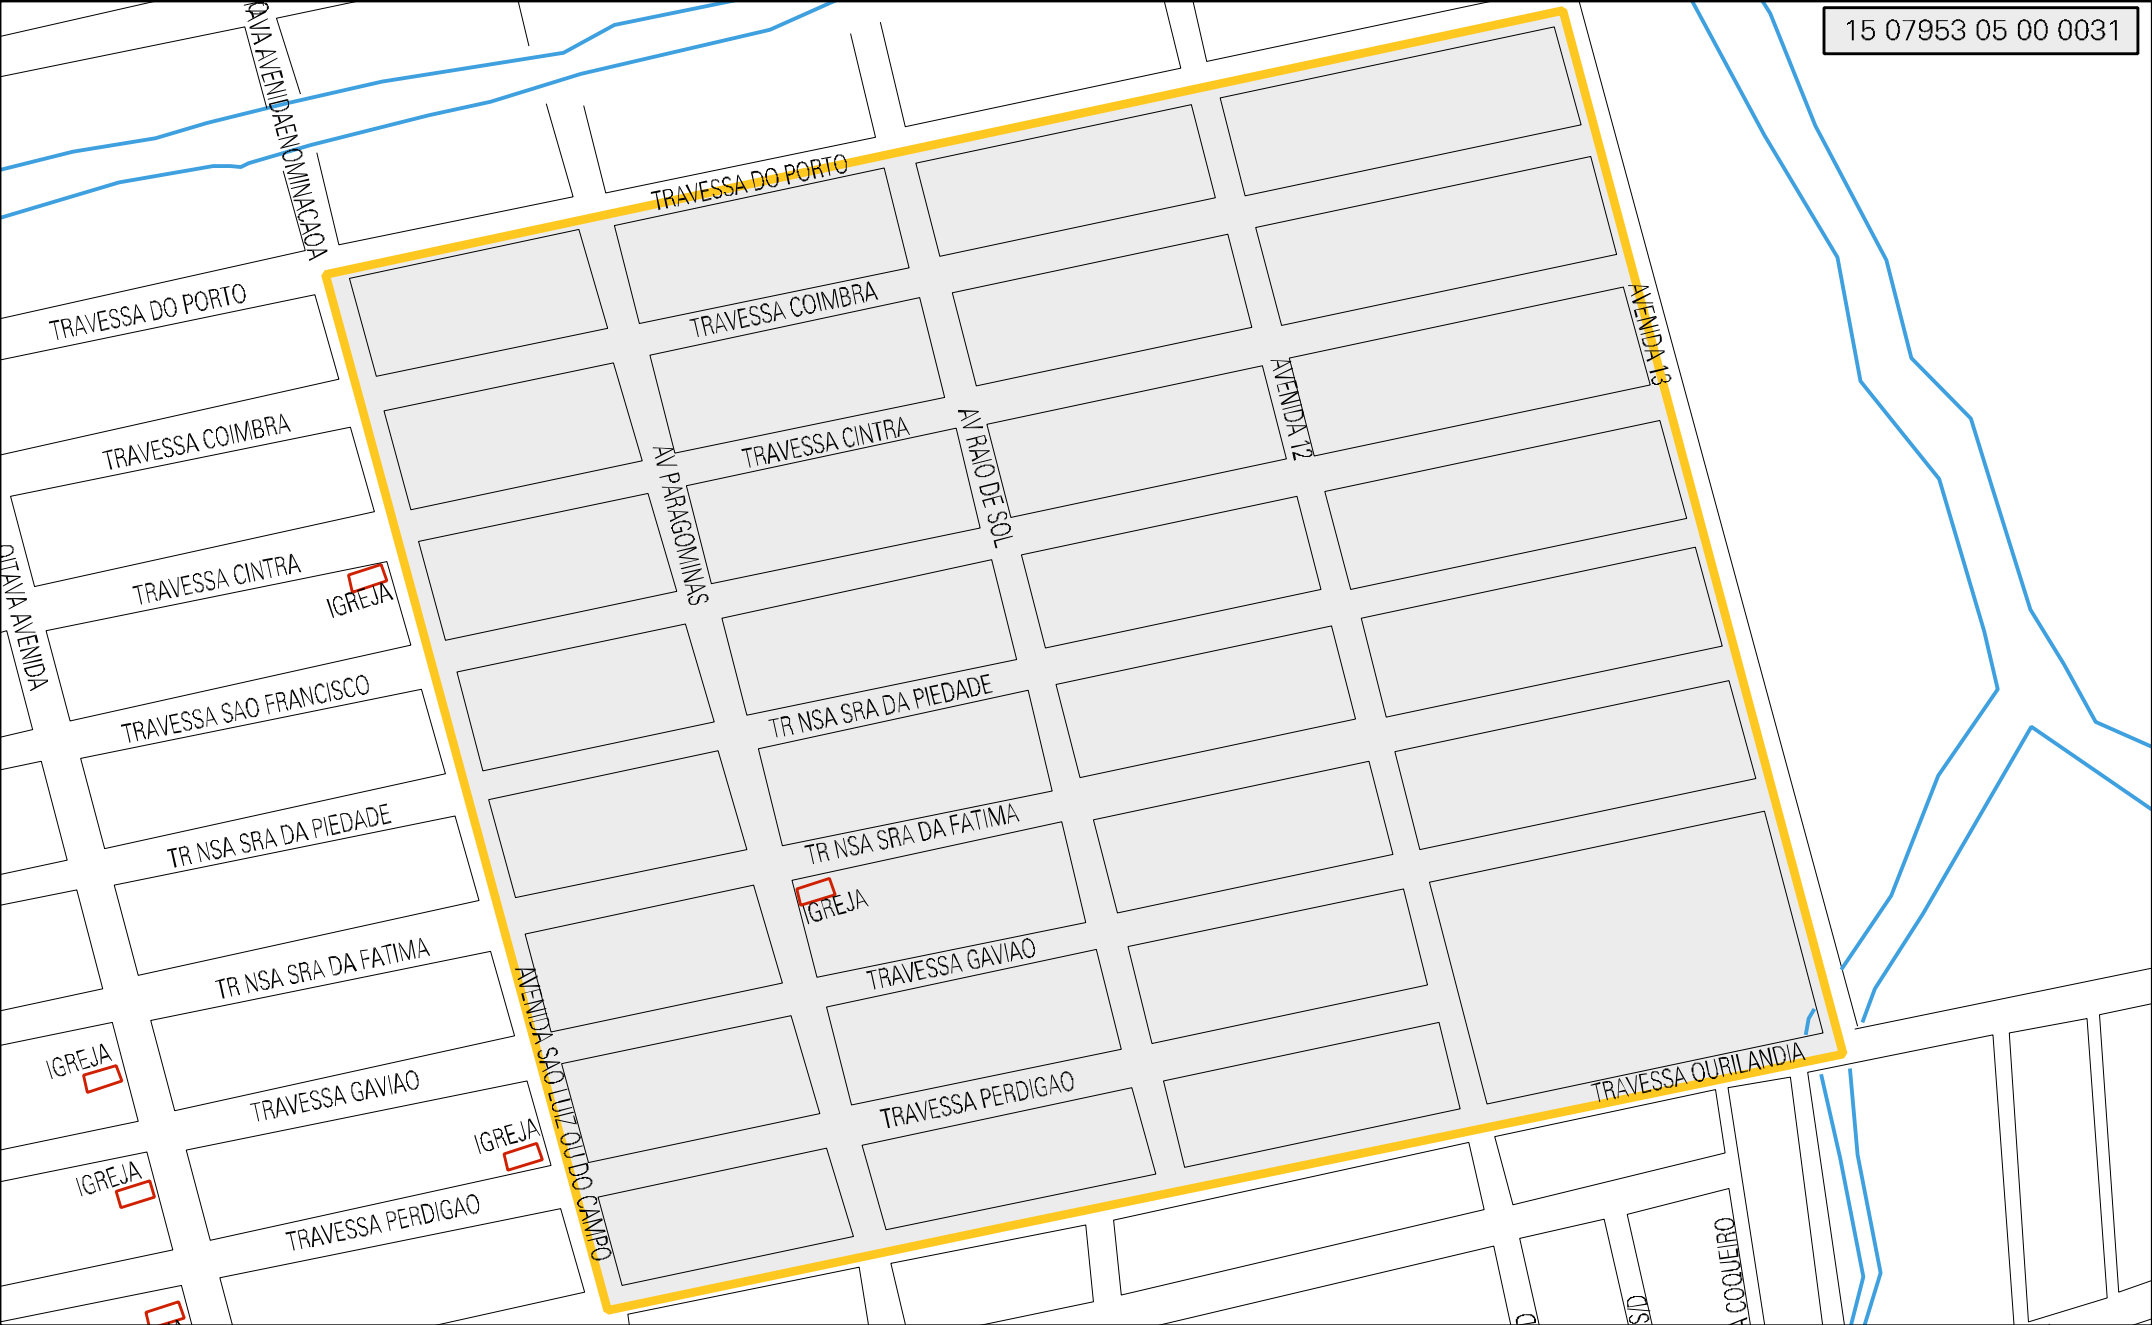 15 07953 05 00 0031
TRAVESSA DO PORTO
TRAVESSA DO PORTO
TRAVESSA COIMBRA
AVENIDA 13
TRAVESSA COIMBRA
TRAVESSA CINTRA
AVENIDA 12
AV RAIO DE SOL
AV PARAGOMINAS
TRAVESSA CINTRA
IGREJA
OITAVA AVENIDA
TRAVESSA SAO FRANCISCO
TR NSA SRA DA PIEDADE
TR NSA SRA DA PIEDADE
TR NSA SRA DA FATIMA
IGREJA
TR NSA SRA DA FATIMA
TRAVESSA GAVIAO
AVENIDA SAO LUIZ OU DO CAMPO
IGREJA
TRAVESSA GAVIAO
TRAVESSA PERDIGAO
TRAVESSA OURILANDIA
IGREJA
IGREJA
TRAVESSA PERDIGAO
COQUEIRO